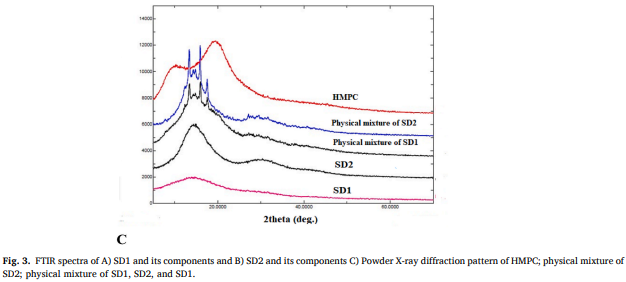 14000
12000
10000
8000
6000
4000
2000
0
HMPC
Physical mixture of SD2
Physical mixture of SD1
SD2
SD1
20.0000 40.0000 60.0000
2theta (deg.)
C
Fig. 3. FTIR spectra of A) SD1 and its components and B) SD2 and its components C) Powder X-ray diffraction pattern of HMPC; physical mixture of
SD2; physical mixture of SD1, SD2, and SD1.